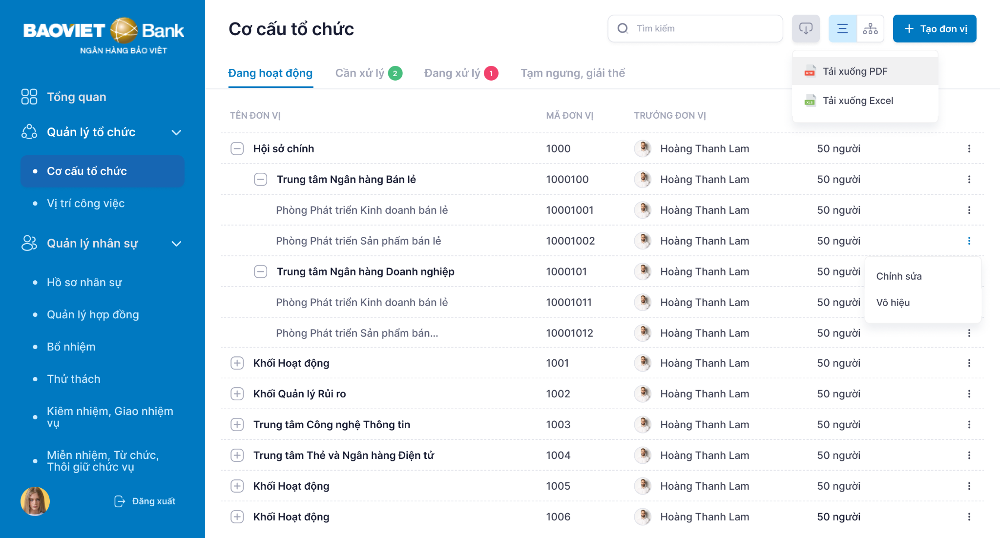 BAOVIET Bank
NGÂN HÀNG BẢO VIỆT
Tổng quan
Quản lý tổ chức
Cơ cấu tổ chức
Vị trí công việc
Quản lý nhân sự
Hồ sơ nhân sự
Quản lý hợp đồng
Bổ nhiệm
Thử thách
Kiêm nhiệm, Giao nhiệm
vụ
Miễn nhiệm, Từ chức,
Thôi giữ chức vụ
Đăng xuất
Cơ cấu tổ chức
Tìm kiếm
Tạo đơn vị
Đang hoạt động
Cần xử lý 2
Đang xử lý 1
Tạm ngưng, giải thể
PDF Tải xuống PDF
XLS Tải xuống Excel
TÊN ĐƠN VỊ MÃ ĐƠN VỊ TRƯỞNG ĐƠN VỊ
Hội sở chính 1000 Hoàng Thanh Lam 50 người
Trung tâm Ngân hàng Bán lẻ 1000100 Hoàng Thanh Lam 50 người
Phòng Phát triển Kinh doanh bán lẻ 10001001 Hoàng Thanh Lam 50 người
Phòng Phát triển Sản phẩm bán lẻ 10001002 Hoàng Thanh Lam 50 người
Trung tâm Ngân hàng Doanh nghiệp 1000101 Hoàng Thanh Lam 50 người
Chỉnh sửa
Phòng Phát triển Kinh doanh bán lẻ 10001011 Hoàng Thanh Lam 50 người
Vô hiệu
Phòng Phát triển Sản phẩm bán... 10001012 Hoàng Thanh Lam 50 người
Khối Hoạt động 1001 Hoàng Thanh Lam 50 người
Khối Quản lý Rủi ro 1002 Hoàng Thanh Lam 50 người
Trung tâm Công nghệ Thông tin 1003 Hoàng Thanh Lam 50 người
Trung tâm Thẻ và Ngân hàng Điện tử 1004 Hoàng Thanh Lam 50 người
Khối Hoạt động 1005 Hoàng Thanh Lam 50 người
Khối Hoạt động 1006 Hoàng Thanh Lam 50 người